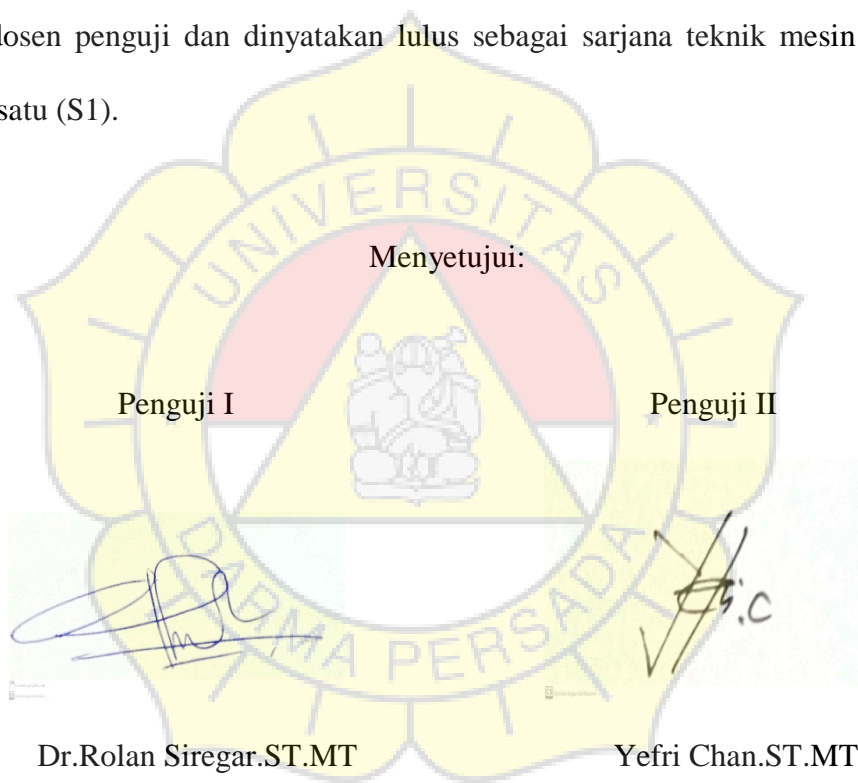 dosen penguji dan dinyatakan lulus sebagai sarjana teknik mesin
satu (S1).
UNIVERSITAS
Menyetujui:
Penguji I Penguji II
DARMA PERSADA
Dr.Rolan Siregar.ST.MT Yefri Chan.ST.MT